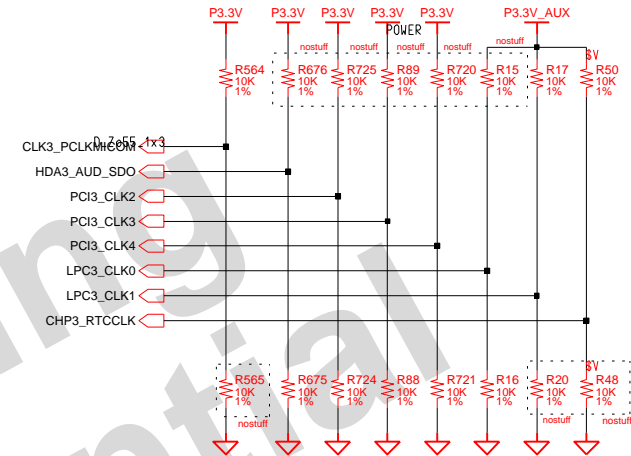 P3.3V P3.3V P3.3V P3.3V P3.3V P3.3V_AUX
POWER
nostuff nostuff nostuff nostuff nostuff
$V
R564 R676 R725 R89 R720 R15 R17 R50
10K 10K 10K 10K 10K 10K 10K 10K
1% 1% 1% 1% 1% 1% 1% 1%
CLK3_PCLKMICOM
HDA3_AUD_SDO
PCI3_CLK2
PCI3_CLK3
PCI3_CLK4
LPC3_CLK0
LPC3_CLK1
CHP3_RTCCLK
$V
R565 R675 R724 R88 R721 R16 R20 R48
10K 10K 10K 10K 10K 10K 10K 10K
1% 1% 1% 1% 1% 1% 1% 1%
nostuff nostuff nostuff